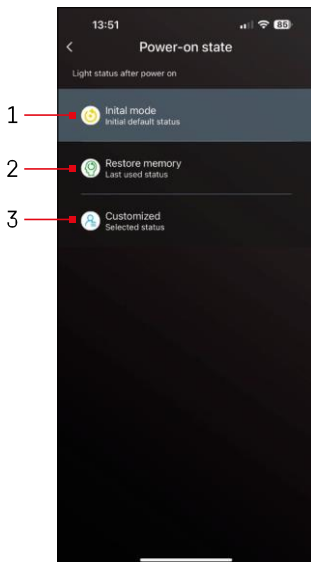 13:51
85
Power-on state
Light status after power on
1
Inital mode
Initial default status
2
Restore memory
Last used status
3
Customized
Selected status